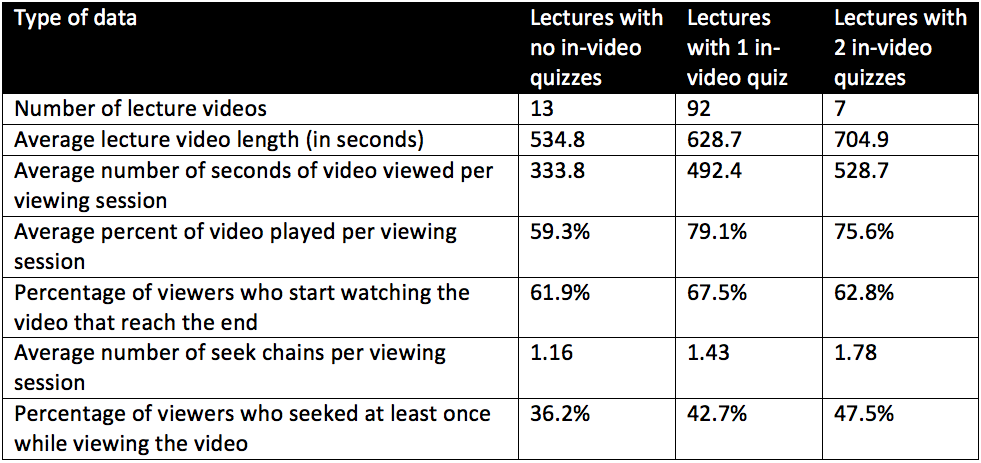 Type of data
Lectures with
no in-video
quizzes
Lectures
with 1 in-
video quiz
Lectures with
2 in-video
quizzes
Number of lecture videos
13
92
7
Average lecture video length (in seconds)
534.8
628.7
704.9
Average number of seconds of video viewed per
viewing session
333.8
492.4
528.7
Average percent of video played per viewing
session
59.3%
79.1%
75.6%
Percentage of viewers who start watching the
video that reach the end
61.9%
67.5%
62.8%
Average number of seek chains per viewing
session
1.16
1.43
1.78
Percentage of viewers who seeked at least once
while viewing the video
36.2%
42.7%
47.5%